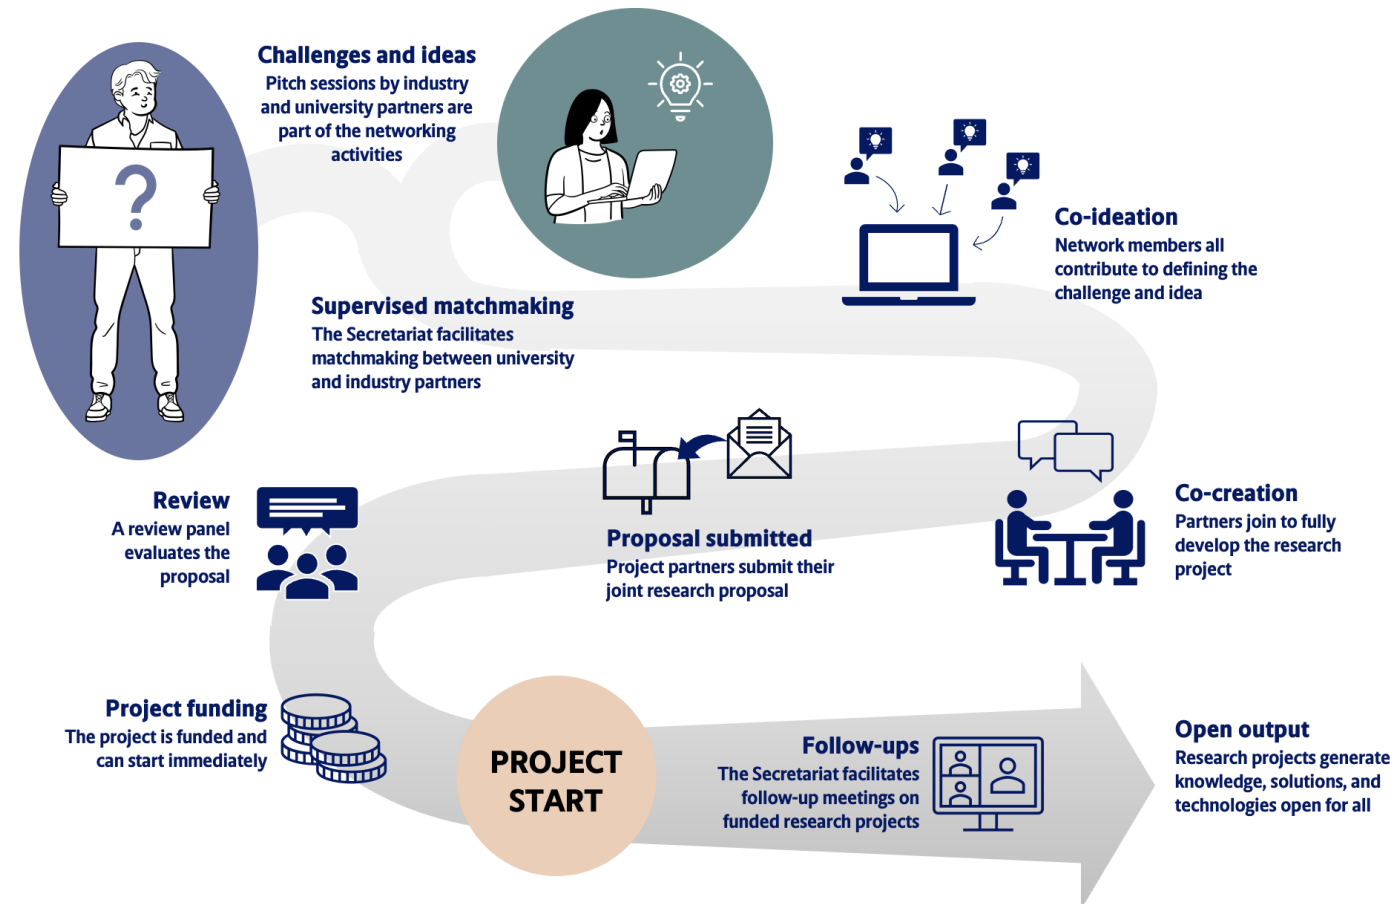 Challenges and ideas
Pitch sessions by industry
and university partners are
part of the networking
activities
?
Supervised matchmaking
The Secretariat facilitates
matchmaking between university
and industry partners
Co-ideation
Network members all
contribute to defining the
challenge and idea
Co-creation
Partners join to fully
develop the research
project
Proposal submitted
Project partners submit their
joint research proposal
Review
A review panel
evaluates the
proposal
Project funding
The project is funded and
can start immediately
PROJECT
START
Follow-ups
The Secretariat facilitates
follow-up meetings on
funded research projects
Open output
Research projects generate
knowledge, solutions, and
technologies open for all